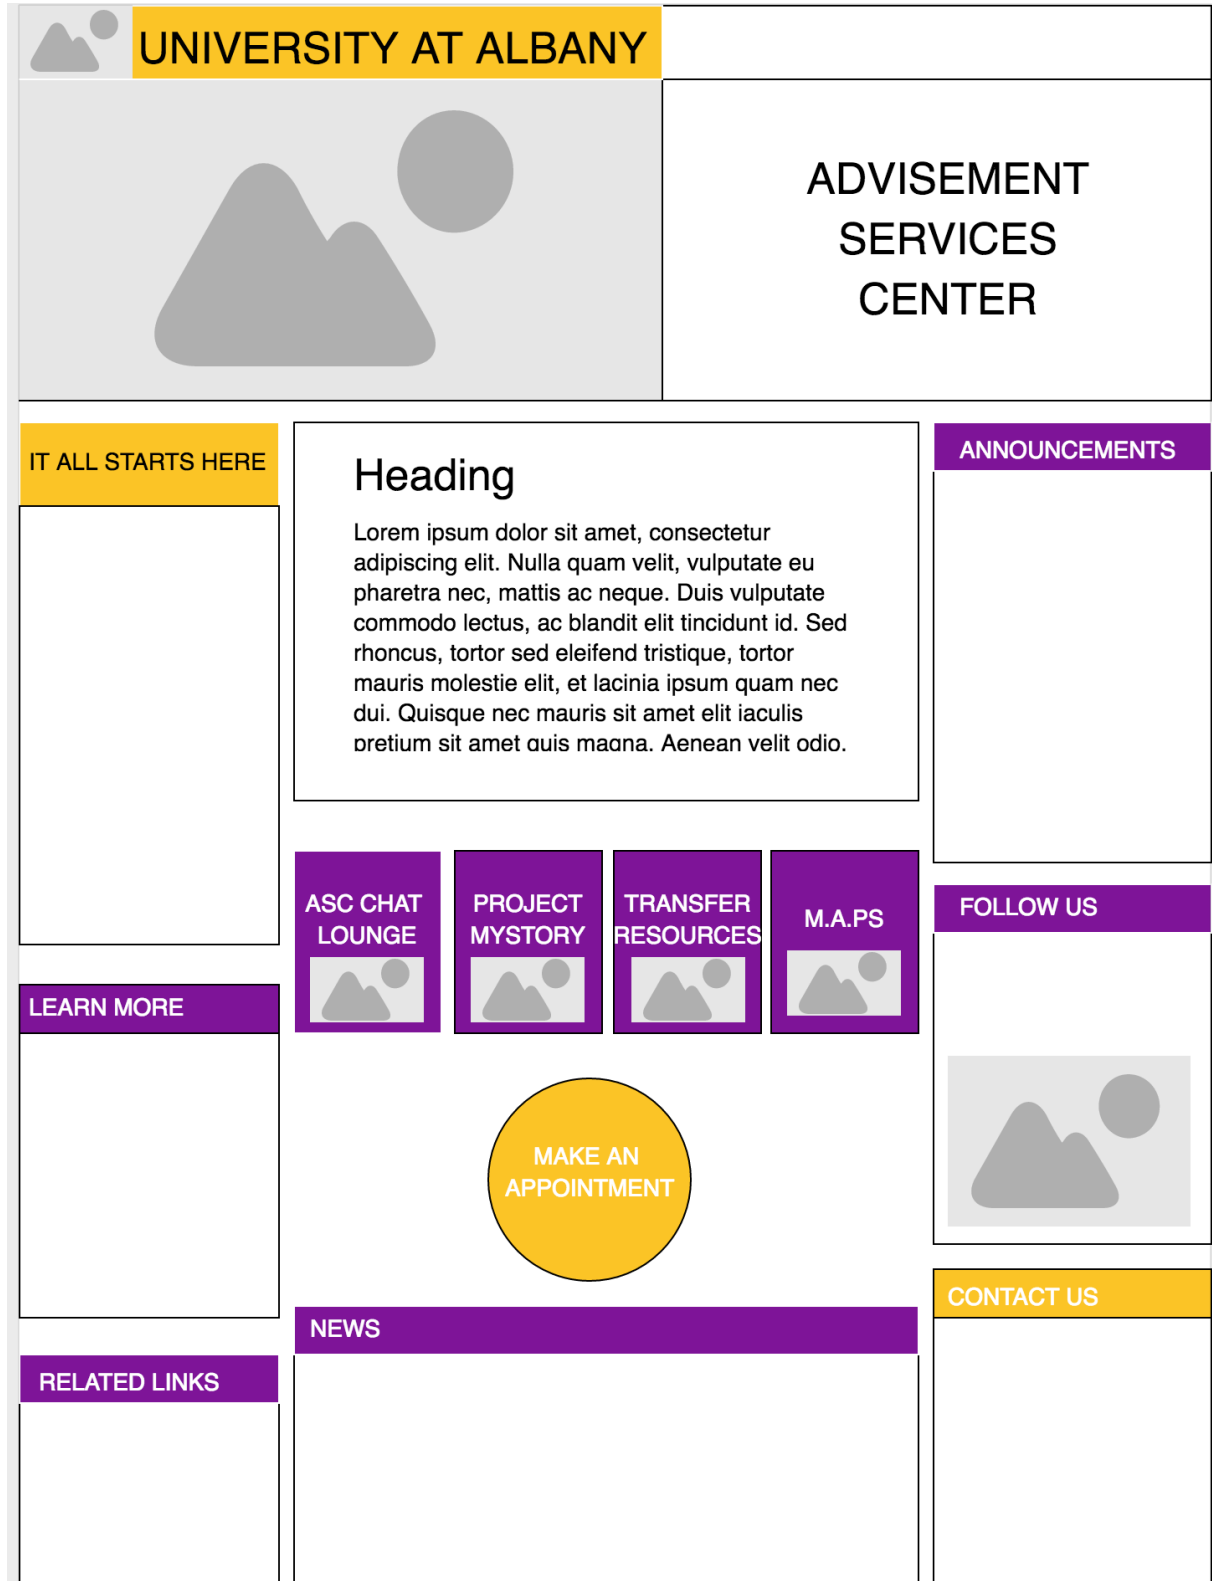 UNIVERSITY AT ALBANY
ADVISEMENT
SERVICES
CENTER
IT ALL STARTS HERE
Heading
Lorem ipsum dolor sit amet, consectetur
adipiscing elit. Nulla quam velit, vulputate eu
pharetra nec, mattis ac neque. Duis vulputate
commodo lectus, ac blandit elit tincidunt id. Sed
rhoncus, tortor sed eleifend tristique, tortor
mauris molestie elit, et lacinia ipsum quam nec
dui. Quisque nec mauris sit amet elit iaculis
pretium sit amet quis magna. Aenean velit odio.
ANNOUNCEMENTS
ASC CHAT
LOUNGE
PROJECT
MYSTORY
TRANSFER
RESOURCES
M.A.PS
FOLLOW US
LEARN MORE
MAKE AN
APPOINTMENT
CONTACT US
NEWS
RELATED LINKS